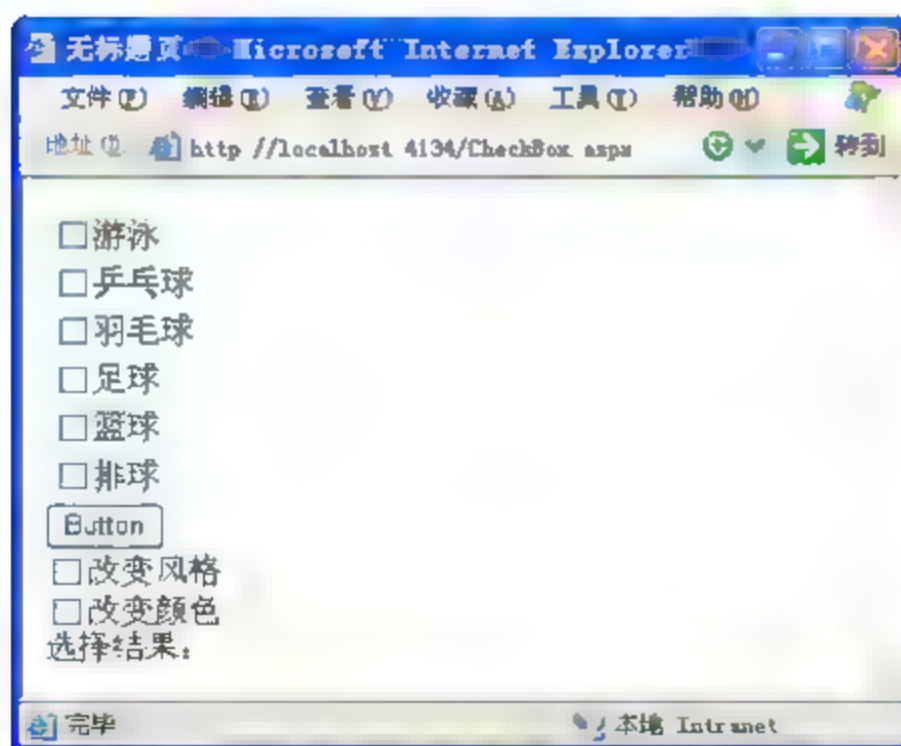 无标题页 Microsoft Internet Explorer
文件(F) 编辑(E) 查看(V) 收藏(A) 工具(T) 帮助(H)
地址(D) http //localhost 4134/CheckBox aspx 转到
游泳
乒乓球
羽毛球
足球
篮球
排球
Button
改变风格
改变颜色
选择结果：
完毕 本地 Intranet